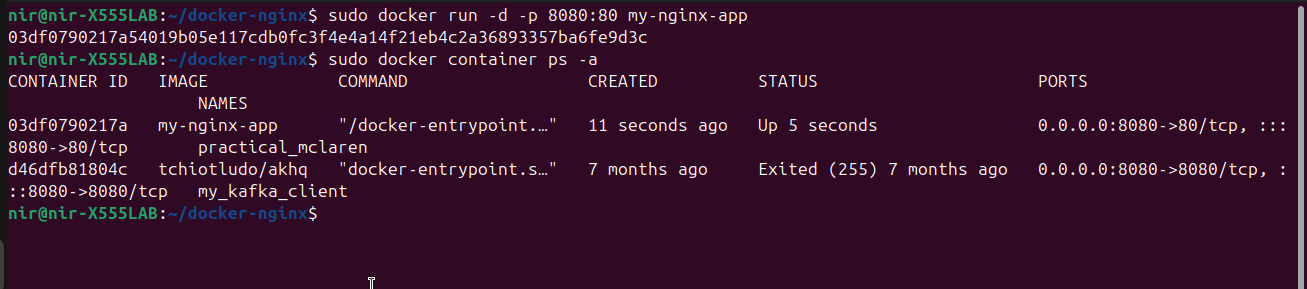 nir@nir-X555LAB:~/docker-nginx$ sudo docker run -d -p 8080:80 my-nginx-app
03df0790217a54019b05e117cdb0fc3f4e4a14f21eb4c2a36893357ba6fe9d3c
nir@nir-X555LAB:~/docker-nginx$ sudo docker container ps -a
CONTAINER ID   IMAGE             COMMAND                  CREATED          STATUS                      PORTS
                   NAMES
03df0790217a   my-nginx-app      "/docker-entrypoint.…"   11 seconds ago   Up 5 seconds                0.0.0.0:8080->80/tcp, :::
8080->80/tcp       practical_mclaren
d46dfb81804c   tchiotludo/akhq   "docker-entrypoint.s…"   7 months ago     Exited (255) 7 months ago   0.0.0.0:8080->8080/tcp, :
::8080->8080/tcp   my_kafka_client
nir@nir-X555LAB:~/docker-nginx$